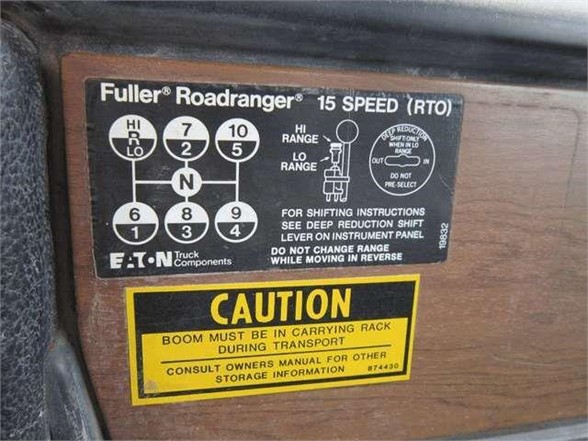 Fuller® Roadranger® 15 SPEED (RTO)
HI
R
LO
7
2
10
5
N
6
1
8
3
9
4
HI
RANGE
LO
RANGE
DEEP REDUCTION
SHIFT ONLY
WHEN IN LO
RANGE
OUT
IN
DO NOT
PRE-SELECT
FOR SHIFTING INSTRUCTIONS
SEE DEEP REDUCTION SHIFT
LEVER ON INSTRUMENT PANEL
DO NOT CHANGE RANGE
WHILE MOVING IN REVERSE
19832
EATON Truck
Components
CAUTION
BOOM MUST BE IN CARRYING RACK
DURING TRANSPORT
CONSULT OWNERS MANUAL FOR OTHER
STORAGE INFORMATION
874430